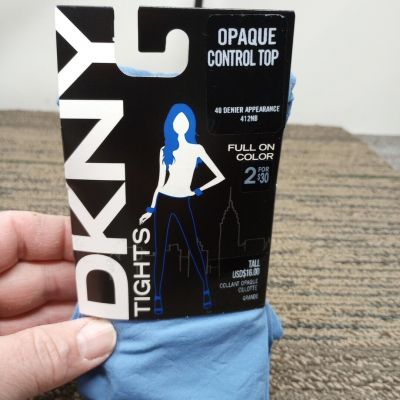 DKNY
TIGHTS
OPAQUE
CONTROL TOP
40 DENIER APPEARANCE
412NB
FULL ON
COLOR
2 FOR $30
TALL
USD$16.00
COLLANT OPAQUE
CULOTTE
GRANDE